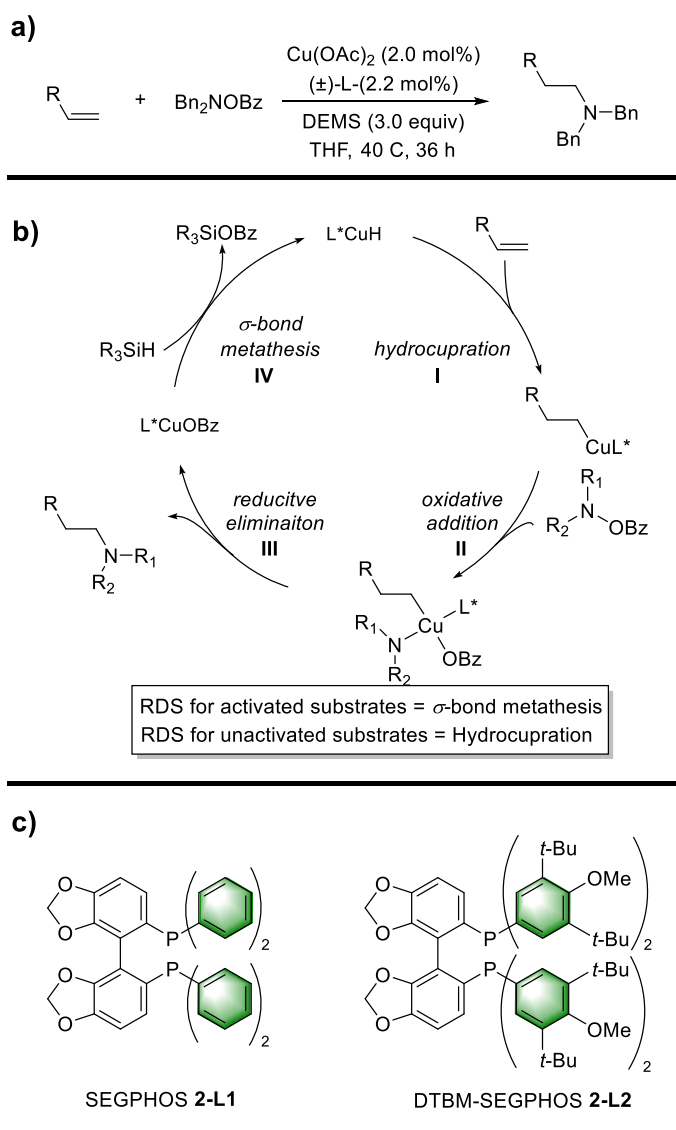 a)
R
+
Bn2NOBz
Cu(OAc)2 (2.0 mol%)
(±)-L-(2.2 mol%)
DEMS (3.0 equiv)
THF, 40 C, 36 h
R
N
Bn
Bn
b)
R3SiOBz
L*CuH
R
R3SiH
σ-bond
metathesis
IV
hydrocupration
I
L*CuOBz
R
CuL*
reducitve
eliminaiton
III
oxidative
addition
II
R1
N
R2
OBz
R
N
R1
R2
R
L*
Cu
R1
N
OBz
R2
RDS for activated substrates = σ-bond metathesis
RDS for unactivated substrates = Hydrocupration
c)
O
O
P
2
O
O
P
2
SEGPHOS 2-L1
t-Bu
O
OMe
O
P
t-Bu
2
O
P
t-Bu
O
OMe
t-Bu
2
DTBM-SEGPHOS 2-L2